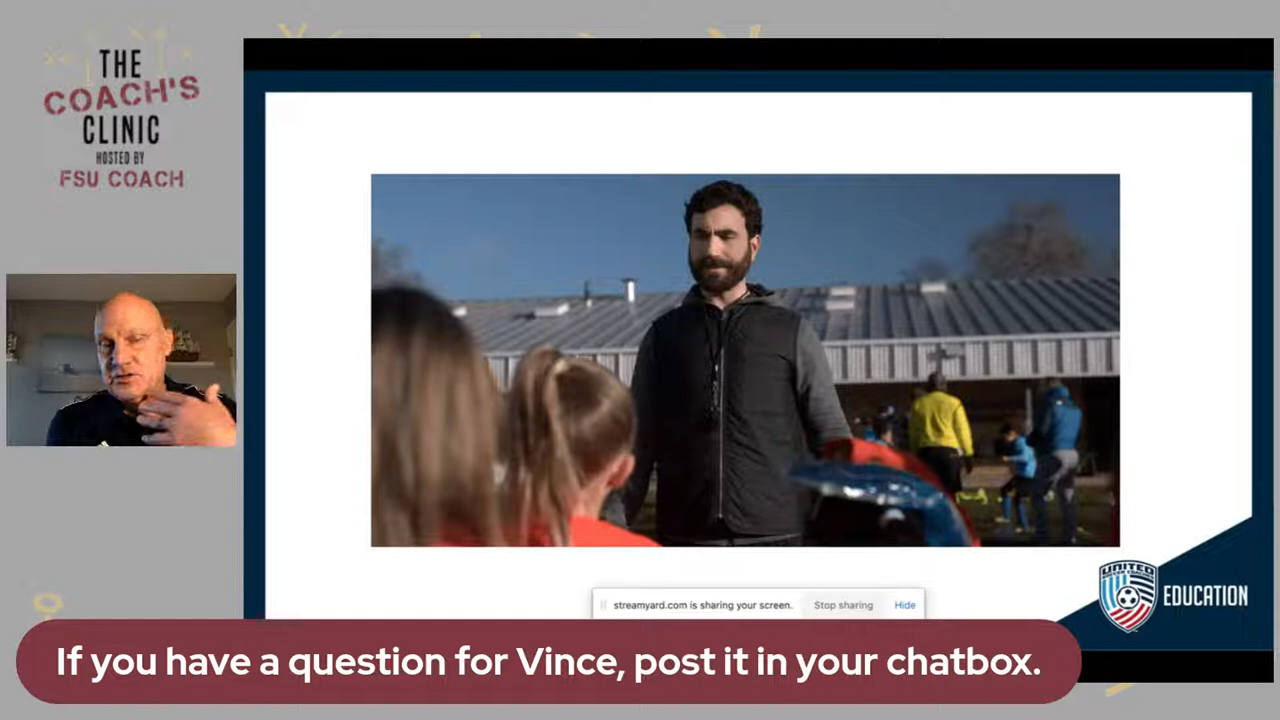 THE
COACH'S
CLINIC
HOSTED BY
FSU COACH
streamyard.com is sharing your screen. Stop sharing Hide
UNITED
EDUCATION
If you have a question for Vince, post it in your chatbox.